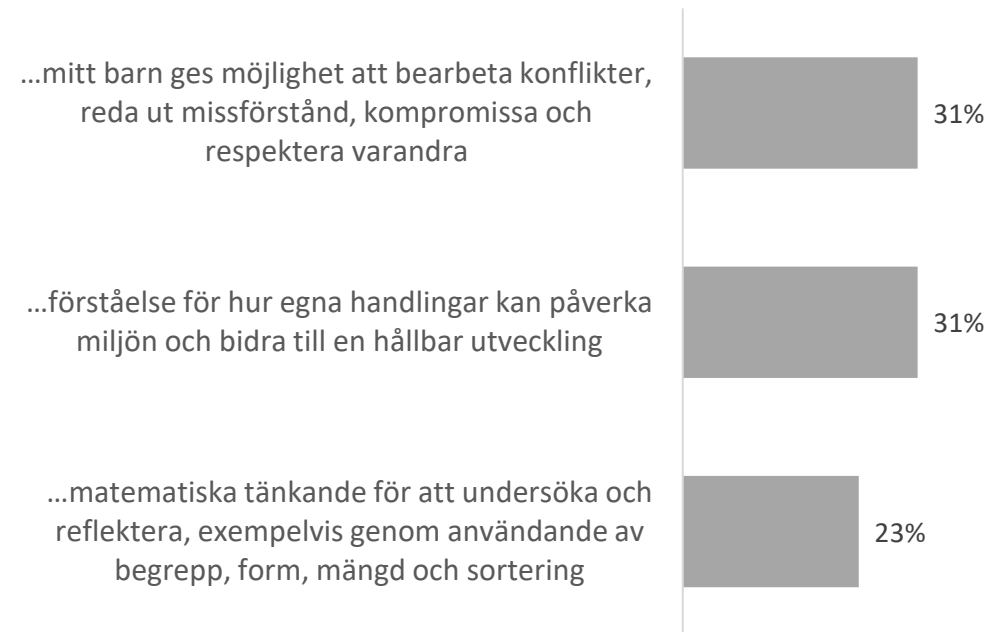 …mitt barn ges möjlighet att bearbeta konflikter,
reda ut missförstånd, kompromissa och
respektera varandra
31%
…förståelse för hur egna handlingar kan påverka
miljön och bidra till en hållbar utveckling
31%
…matematiska tänkande för att undersöka och
reflektera, exempelvis genom användande av
begrepp, form, mängd och sortering
23%